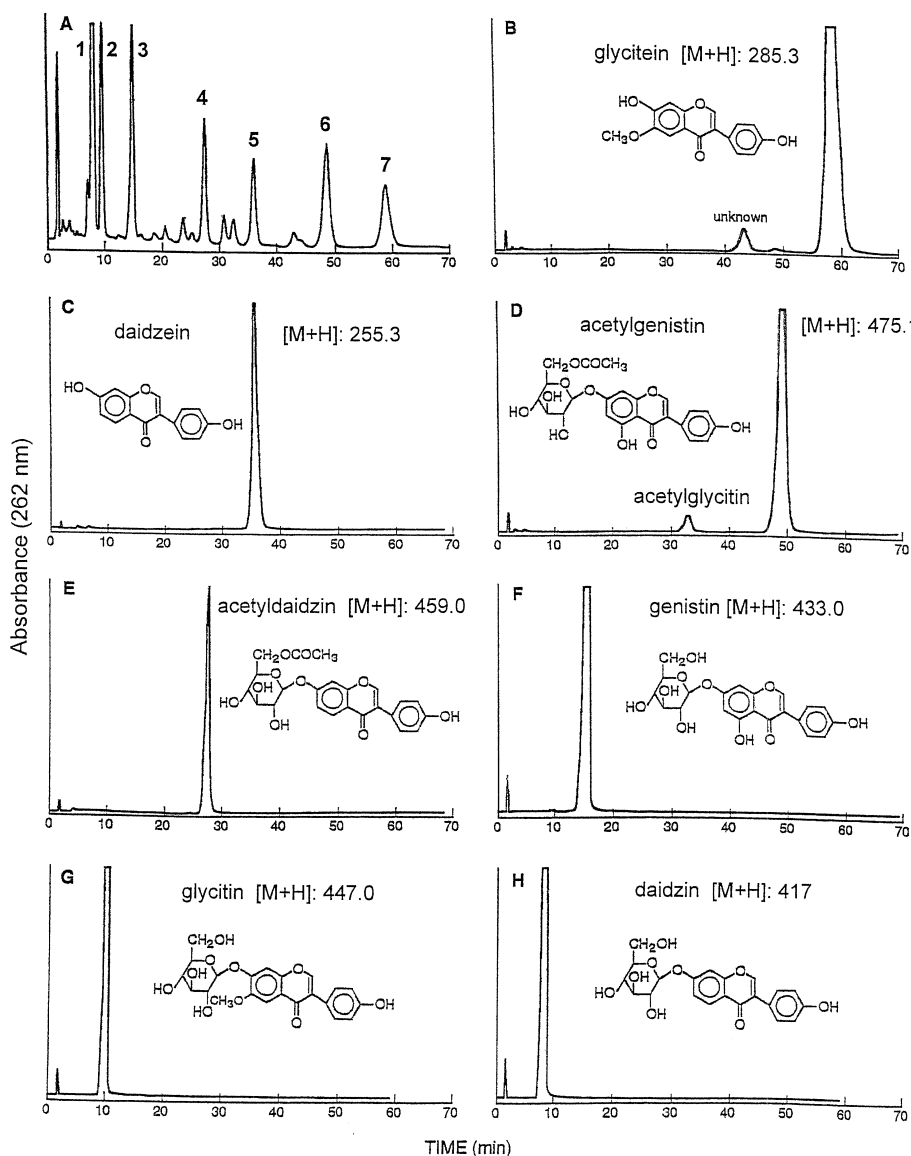 A
1
2
3
4
5
6
7
0 10 20 30 40 50 60 70
B
glycitein [M+H]: 285.3
HO
O
CH₃O
O
OH
unknown
0 10 20 30 40 50 60 70
C
daidzein
[M+H]: 255.3
HO
O
O
OH
0 10 20 30 40 50 60 70
D
acetylgenistin
[M+H]: 475.
CH₂OCOCH₃
O
OH
O
O
HO
HO
OH
O
OH
acetylglycitin
0 10 20 30 40 50 60 70
Absorbance (262 nm)
E
acetyldaidzin [M+H]: 459.0
CH₂OCOCH₃
O
OH
O
O
HO
OH
O
OH
0 10 20 30 40 50 60 70
F
genistin [M+H]: 433.0
CH₂OH
O
OH
O
O
HO
OH
OH
O
OH
0 10 20 30 40 50 60 70
G
glycitin [M+H]: 447.0
CH₂OH
O
OH
O
O
HO
CH₃O
HO
O
OH
0 10 20 30 40 50 60 70
H
daidzin [M+H]: 417
CH₂OH
O
OH
O
O
HO
OH
O
OH
0 10 20 30 40 50 60 70
TIME (min)